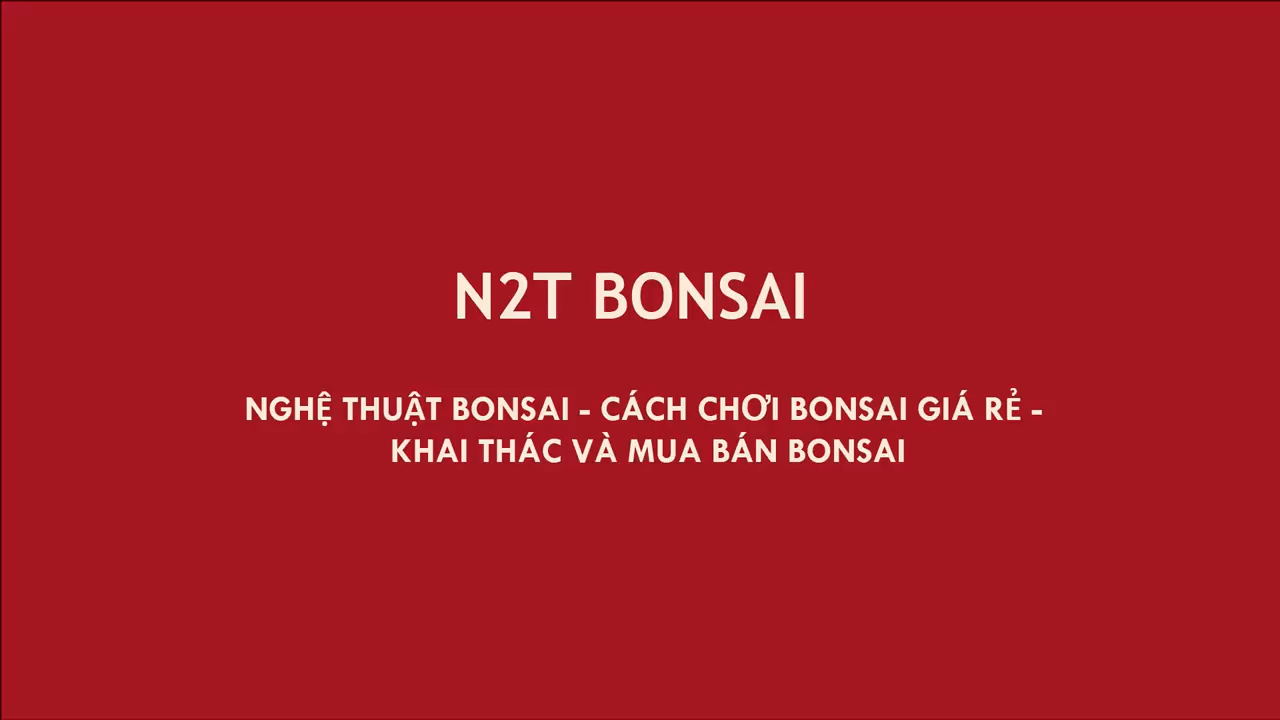 N2T BONSAI
NGHỆ THUẬT BONSAI - CÁCH CHƠI BONSAI GIÁ RẺ -
KHAI THÁC VÀ MUA BÁN BONSAI